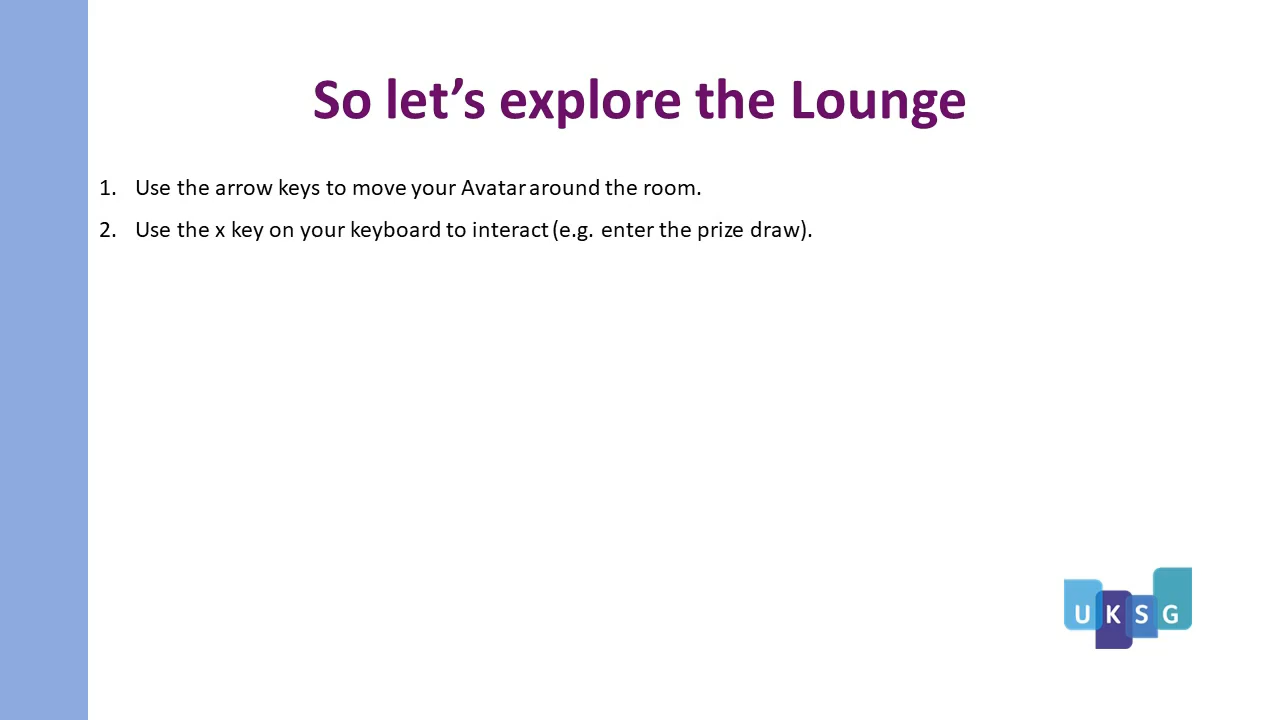 So let’s explore the Lounge
1. Use the arrow keys to move your Avatar around the room.
2. Use the x key on your keyboard to interact (e.g. enter the prize draw).
UKSG